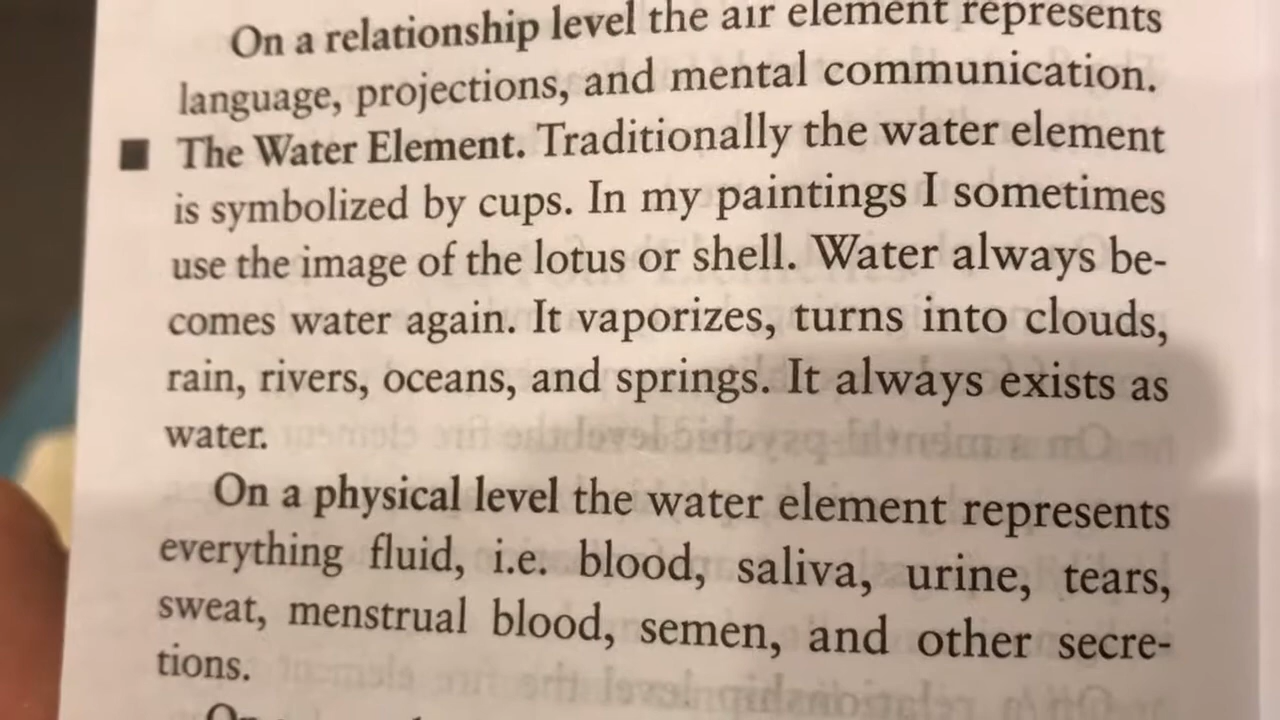 On a relationship level the air element represents
language, projections, and mental communication.
■ The Water Element. Traditionally the water element
is symbolized by cups. In my paintings I sometimes
use the image of the lotus or shell. Water always be-
comes water again. It vaporizes, turns into clouds,
rain, rivers, oceans, and springs. It always exists as
water.
On a physical level the water element represents
everything fluid, i.e. blood, saliva, urine, tears,
sweat, menstrual blood, semen, and other secre-
tions.
On